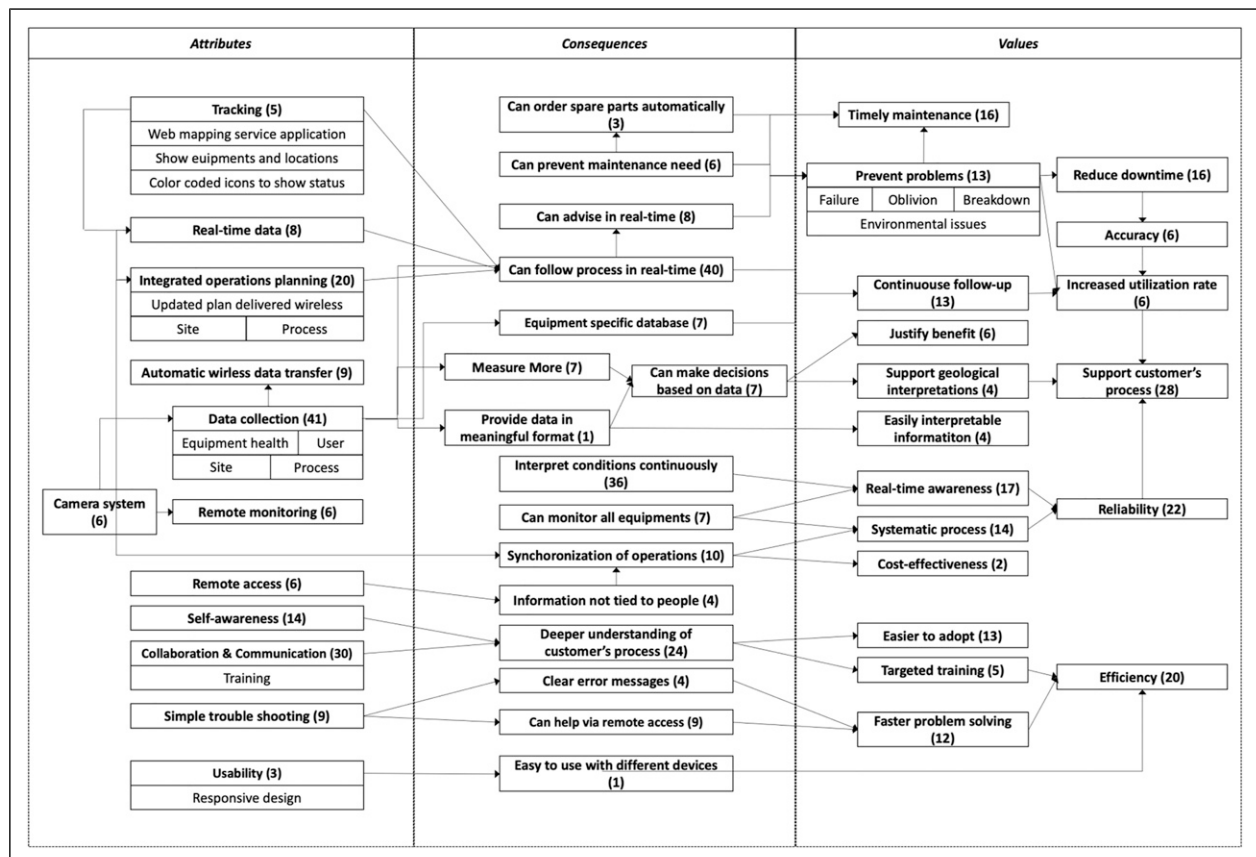 Attributes
Consequences
Values
Tracking (5)
Web mapping service application
Show euipments and locations
Color coded icons to show status
Real-time data (8)
Integrated operations planning (20)
Updated plan delivered wireless
Site
Process
Automatic wirless data transfer (9)
Data collection (41)
Equipment health
User
Site
Process
Camera system
(6)
Remote monitoring (6)
Remote access (6)
Self-awareness (14)
Collaboration & Communication (30)
Training
Simple trouble shooting (9)
Usability (3)
Responsive design
Can order spare parts automatically
(3)
Can prevent maintenance need (6)
Can advise in real-time (8)
Can follow process in real-time (40)
Equipment specific database (7)
Measure More (7)
Can make decisions
based on data (7)
Provide data in
meaningful format (1)
Interpret conditions continuously
(36)
Can monitor all equipments (7)
Synchoronization of operations (10)
Information not tied to people (4)
Deeper understanding of
customer's process (24)
Clear error messages (4)
Can help via remote access (9)
Easy to use with different devices
(1)
Timely maintenance (16)
Prevent problems (13)
Failure
Oblivion
Breakdown
Environmental issues
Reduce downtime (16)
Accuracy (6)
Continuouse follow-up
(13)
Increased utilization rate
(6)
Justify benefit (6)
Support geological
interpretations (4)
Support customer's
process (28)
Easily interpretable
informatiton (4)
Real-time awareness (17)
Systematic process (14)
Reliability (22)
Cost-effectiveness (2)
Easier to adopt (13)
Targeted training (5)
Efficiency (20)
Faster problem solving
(12)